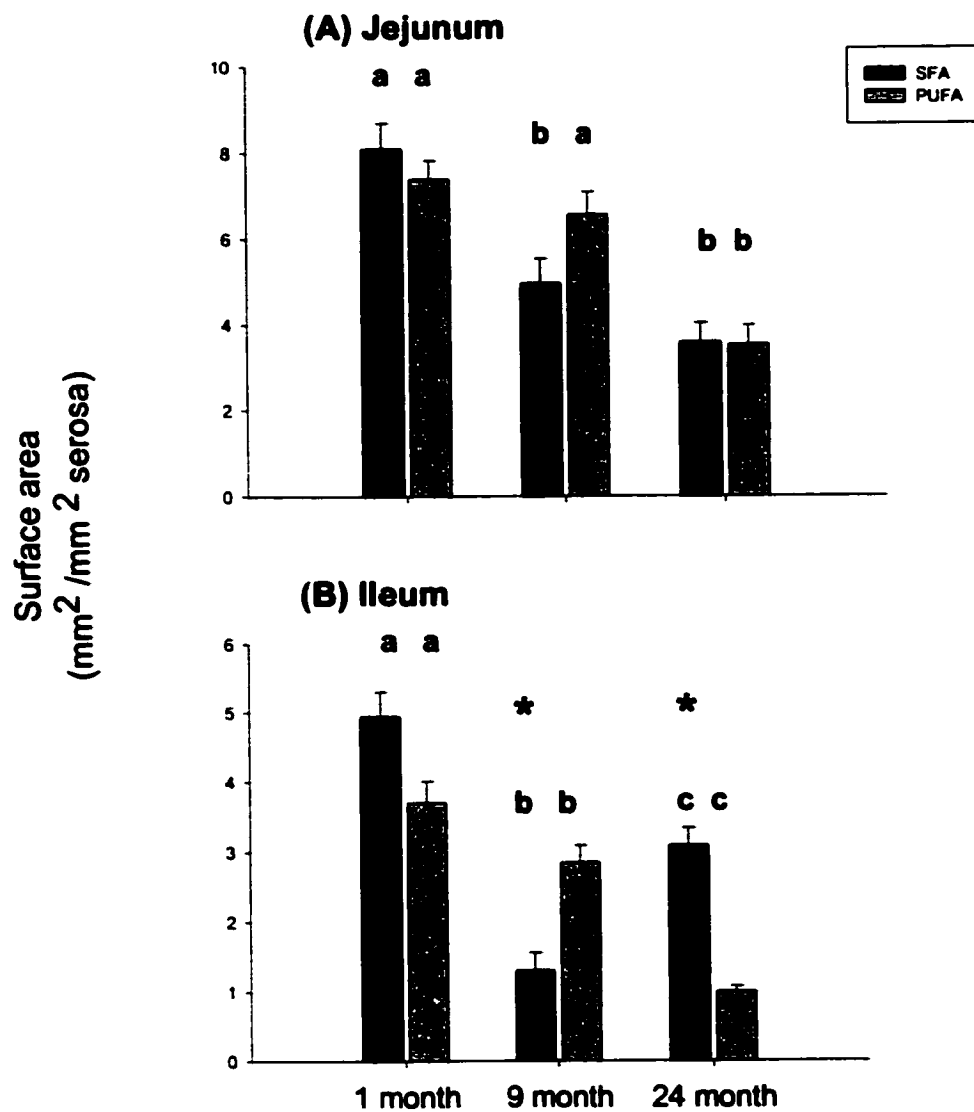 (A) Jejunum
SFA
PUFA
10
8
6
4
2
0
a a
b a
b b
Surface area
(mm2 /mm 2 serosa)
(B) Ileum
6
5
4
3
2
1
0
a a
* *
b b
c c
1 month 9 month 24 month